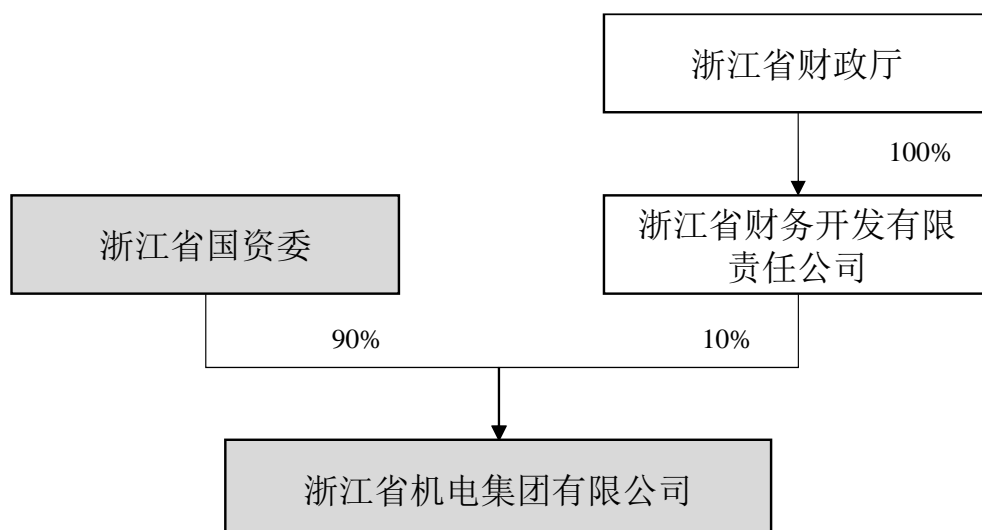 浙江省财政厅
100%
浙江省国资委
浙江省财务开发有限
责任公司
90%
10%
浙江省机电集团有限公司